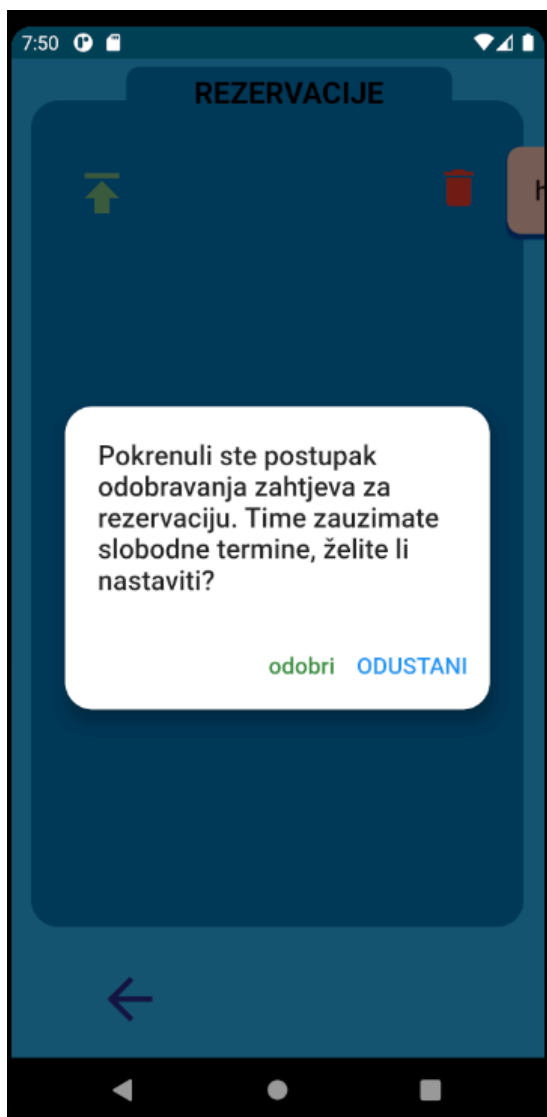 7:50
REZERVACIJE
Pokrenuli ste postupak
odobravanja zahtjeva za
rezervaciju. Time zauzimate
slobodne termine, želite li
nastaviti?
odobri ODUSTANI